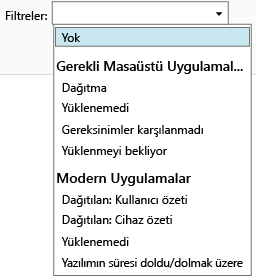 Filtreler:
Yok
Gerekli Masaüstü Uygulamal...
Dağıtma
Yüklenemedi
Gereksinimler karşılanmadı
Yüklenmeyi bekliyor
Modern Uygulamalar
Dağıtılan: Kullanıcı özeti
Dağıtılan: Cihaz özeti
Yüklenemedi
Yazılımın süresi doldu/dolmak üzere